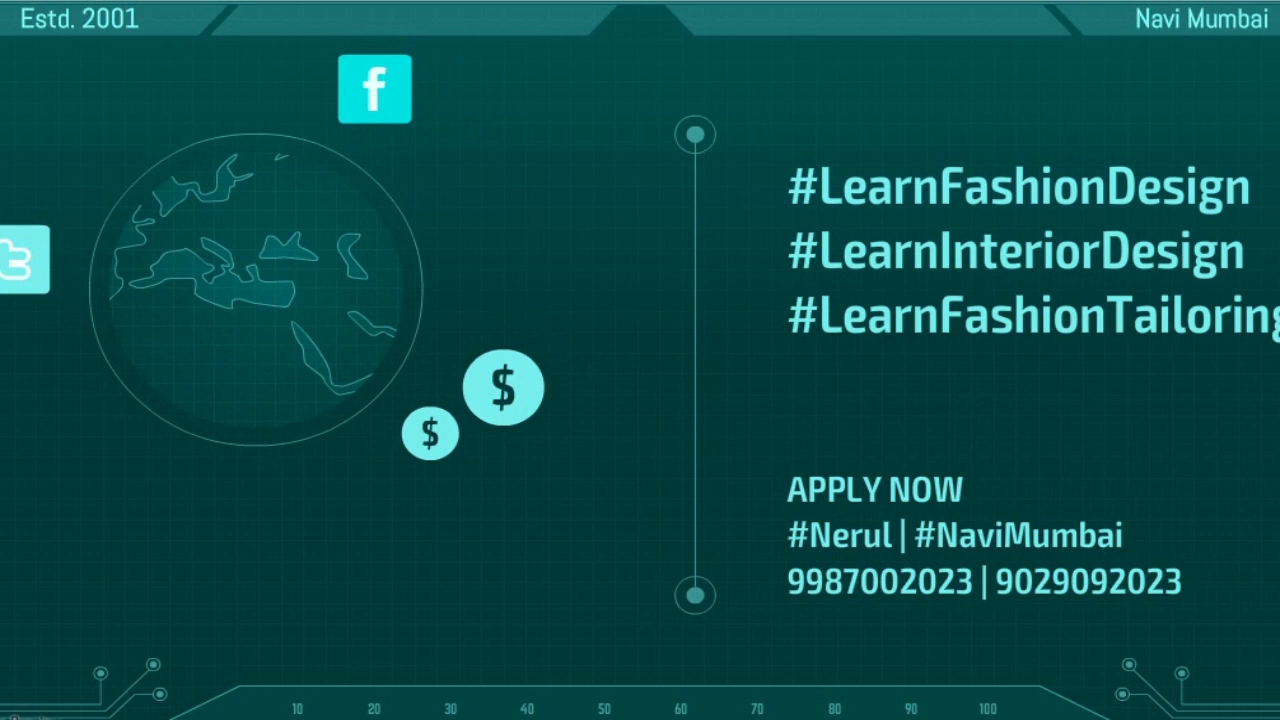 Estd. 2001
Navi Mumbai
f
#LearnFashionDesign
#LearnInteriorDesign
#LearnFashionTailoring
$
$
APPLY NOW
#Nerul | #NaviMumbai
9987002023 | 9029092023
10 20 30 40 50 60 70 80 90 100